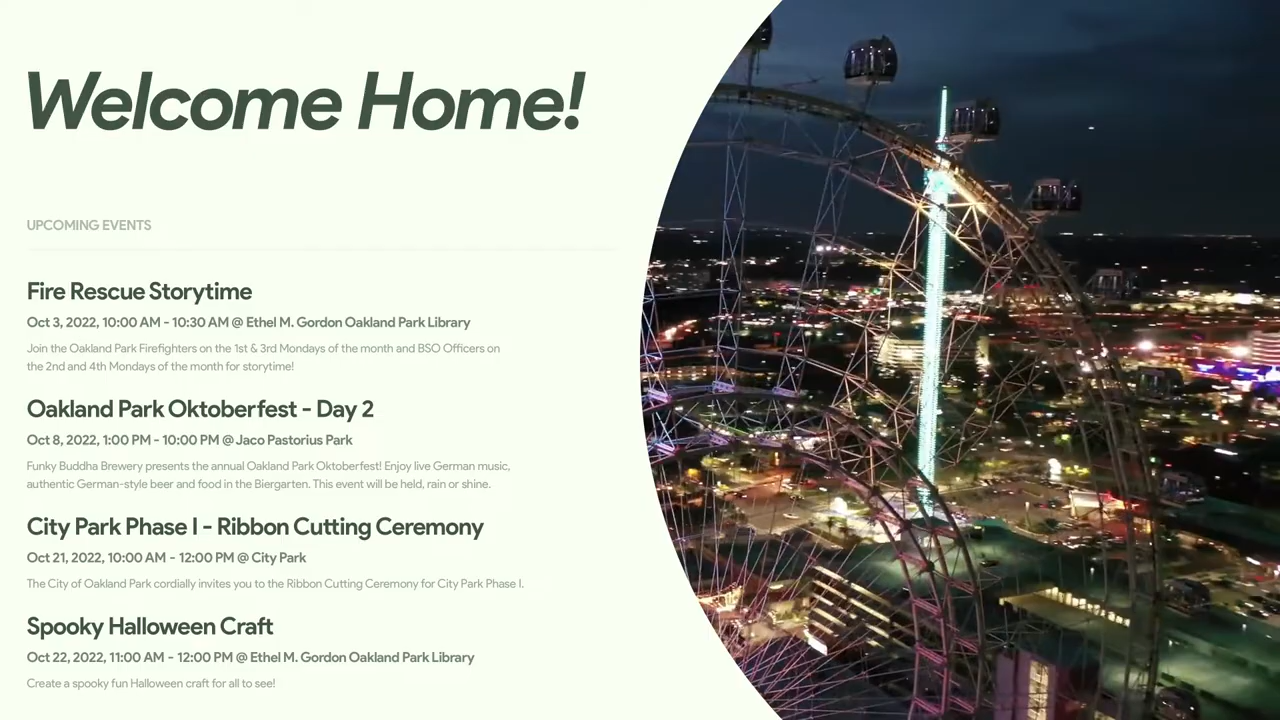 Welcome Home!
UPCOMING EVENTS
Fire Rescue Storytime
Oct 3, 2022, 10:00 AM - 10:30 AM @ Ethel M. Gordon Oakland Park Library
Join the Oakland Park Firefighters on the 1st & 3rd Mondays of the month and BSO Officers on
the 2nd and 4th Mondays of the month for storytime!
Oakland Park Oktoberfest - Day 2
Oct 8, 2022, 1:00 PM - 10:00 PM @ Jaco Pastorius Park
Funky Buddha Brewery presents the annual Oakland Park Oktoberfest! Enjoy live German music,
authentic German-style beer and food in the Biergarten. This event will be held, rain or shine.
City Park Phase I - Ribbon Cutting Ceremony
Oct 21, 2022, 10:00 AM - 12:00 PM @ City Park
The City of Oakland Park cordially invites you to the Ribbon Cutting Ceremony for City Park Phase I.
Spooky Halloween Craft
Oct 22, 2022, 11:00 AM - 12:00 PM @ Ethel M. Gordon Oakland Park Library
Create a spooky fun Halloween craft for all to see!